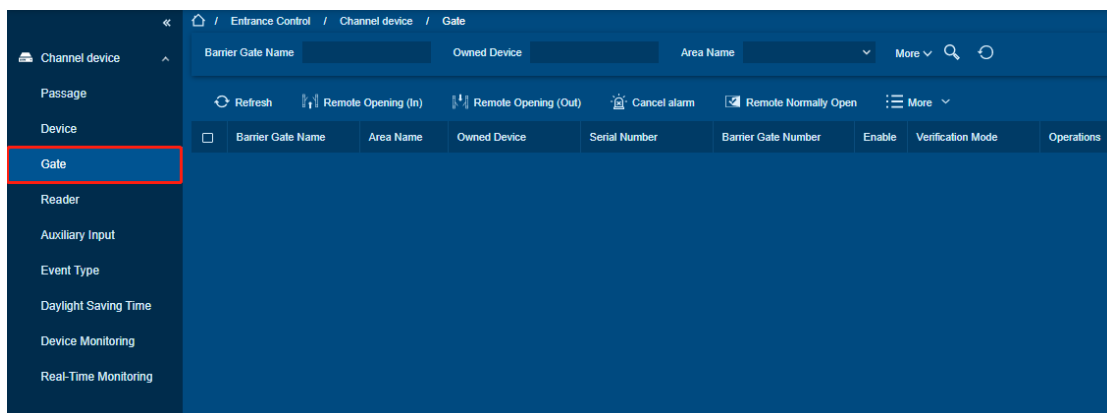 « / Entrance Control / Channel device / Gate
Channel device
Passage
Device
Gate
Reader
Auxiliary Input
Event Type
Daylight Saving Time
Device Monitoring
Real-Time Monitoring
Barrier Gate Name Owned Device Area Name More
Refresh Remote Opening (In) Remote Opening (Out) Cancel alarm Remote Normally Open More
Barrier Gate Name Area Name Owned Device Serial Number Barrier Gate Number Enable Verification Mode Operations